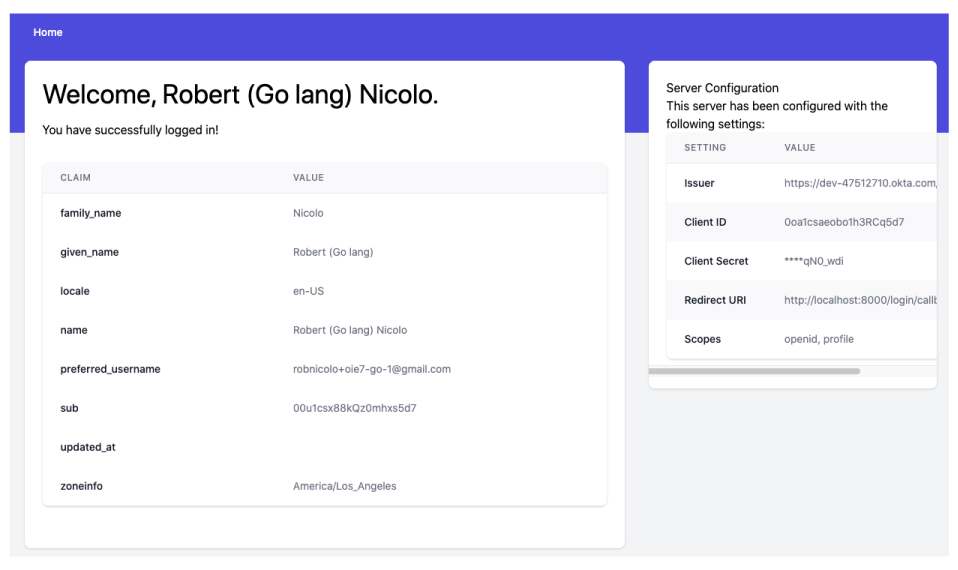 Home
Welcome, Robert (Go lang) Nicolo.
You have successfully logged in!
CLAIM VALUE
family_name Nicolo
given_name Robert (Go lang)
locale en-US
name Robert (Go lang) Nicolo
preferred_username robnicolo+oie7-go-1@gmail.com
sub 00u1csx88kQz0mhxs5d7
updated_at
zoneinfo America/Los_Angeles
Server Configuration
This server has been configured with the
following settings:
SETTING VALUE
Issuer https://dev-47512710.okta.com,
Client ID 0oa1csaeobo1h3RCq5d7
Client Secret ****qN0_wdi
Redirect URI http://localhost:8000/login/callb
Scopes openid, profile